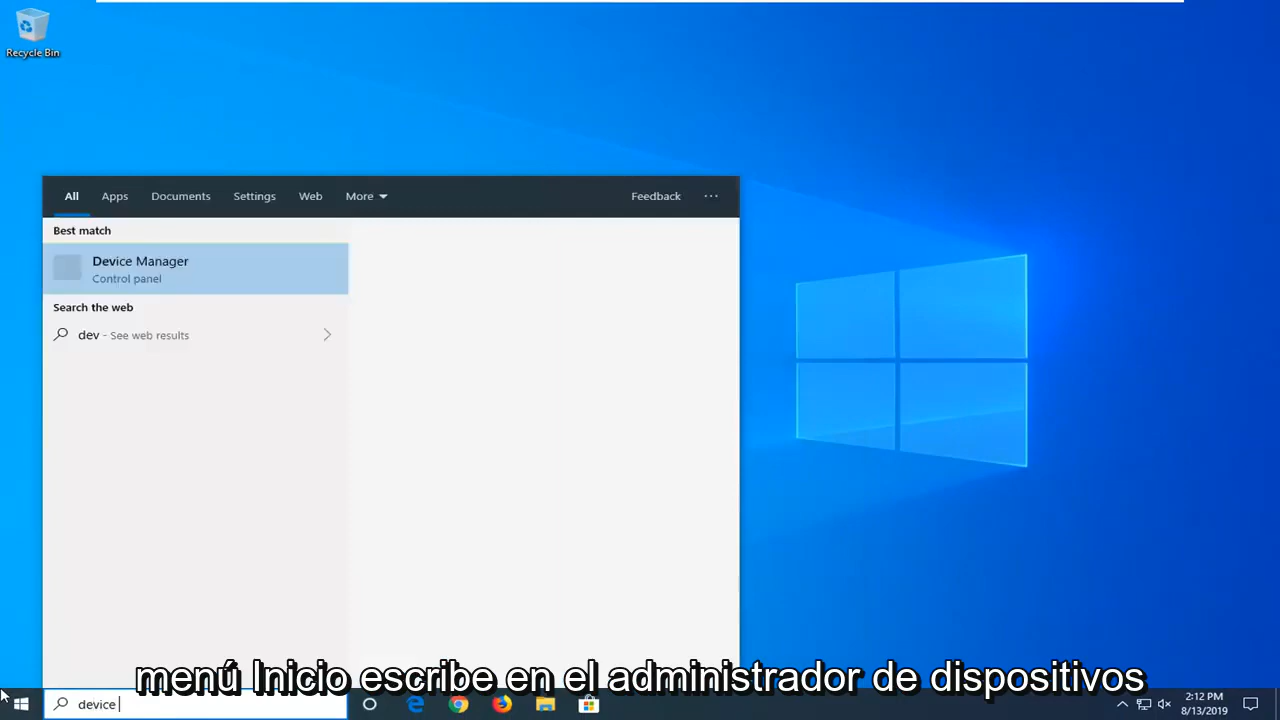 Recycle Bin
All Apps Documents Settings Web More Feedback ···
Best match
Device Manager
Control panel
Search the web
dev - See web results
menú Inicio escribe en el administrador de dispositivos
device
2:12 PM
8/13/2019